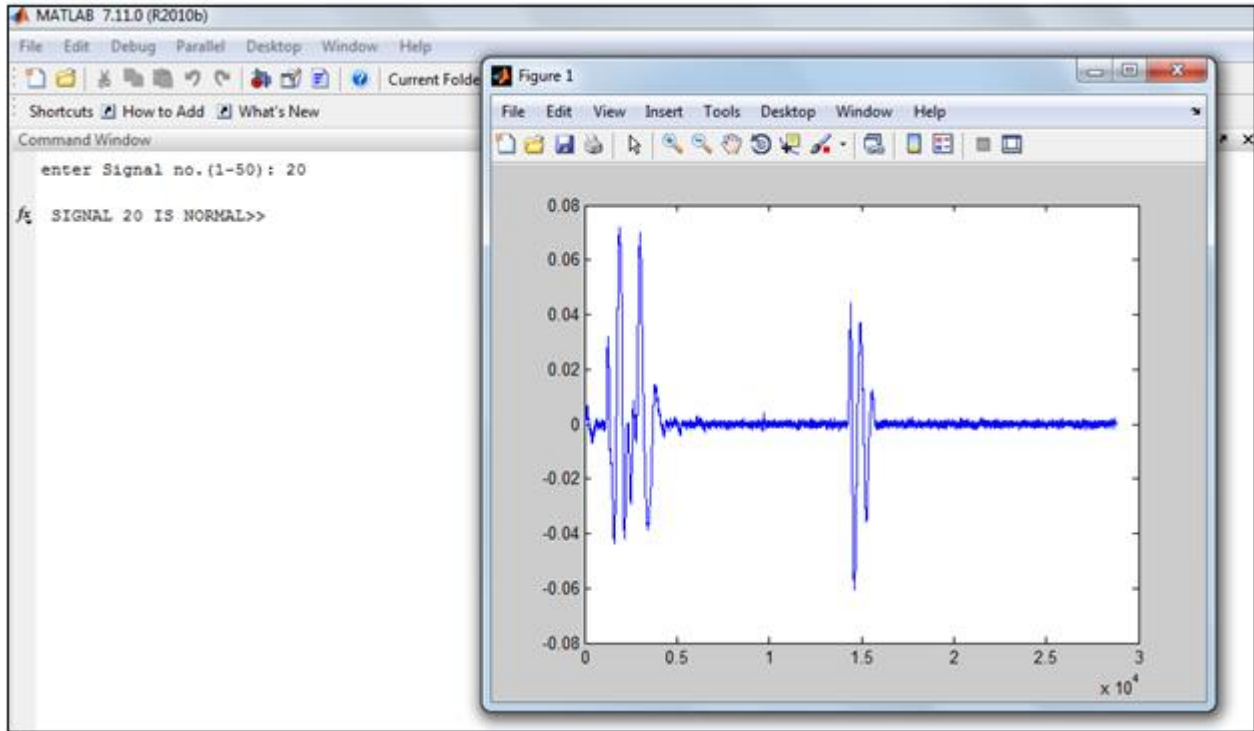 MATLAB 7.11.0 (R2010b)
File Edit Debug Parallel Desktop Window Help
Current Folde
Shortcuts How to Add What's New
Command Window
enter Signal no.(1-50): 20
fx SIGNAL 20 IS NORMAL>>
Figure 1
File Edit View Insert Tools Desktop Window Help
0.08
0.06
0.04
0.02
0
-0.02
-0.04
-0.06
-0.08
0 0.5 1 1.5 2 2.5 3
x 10^4